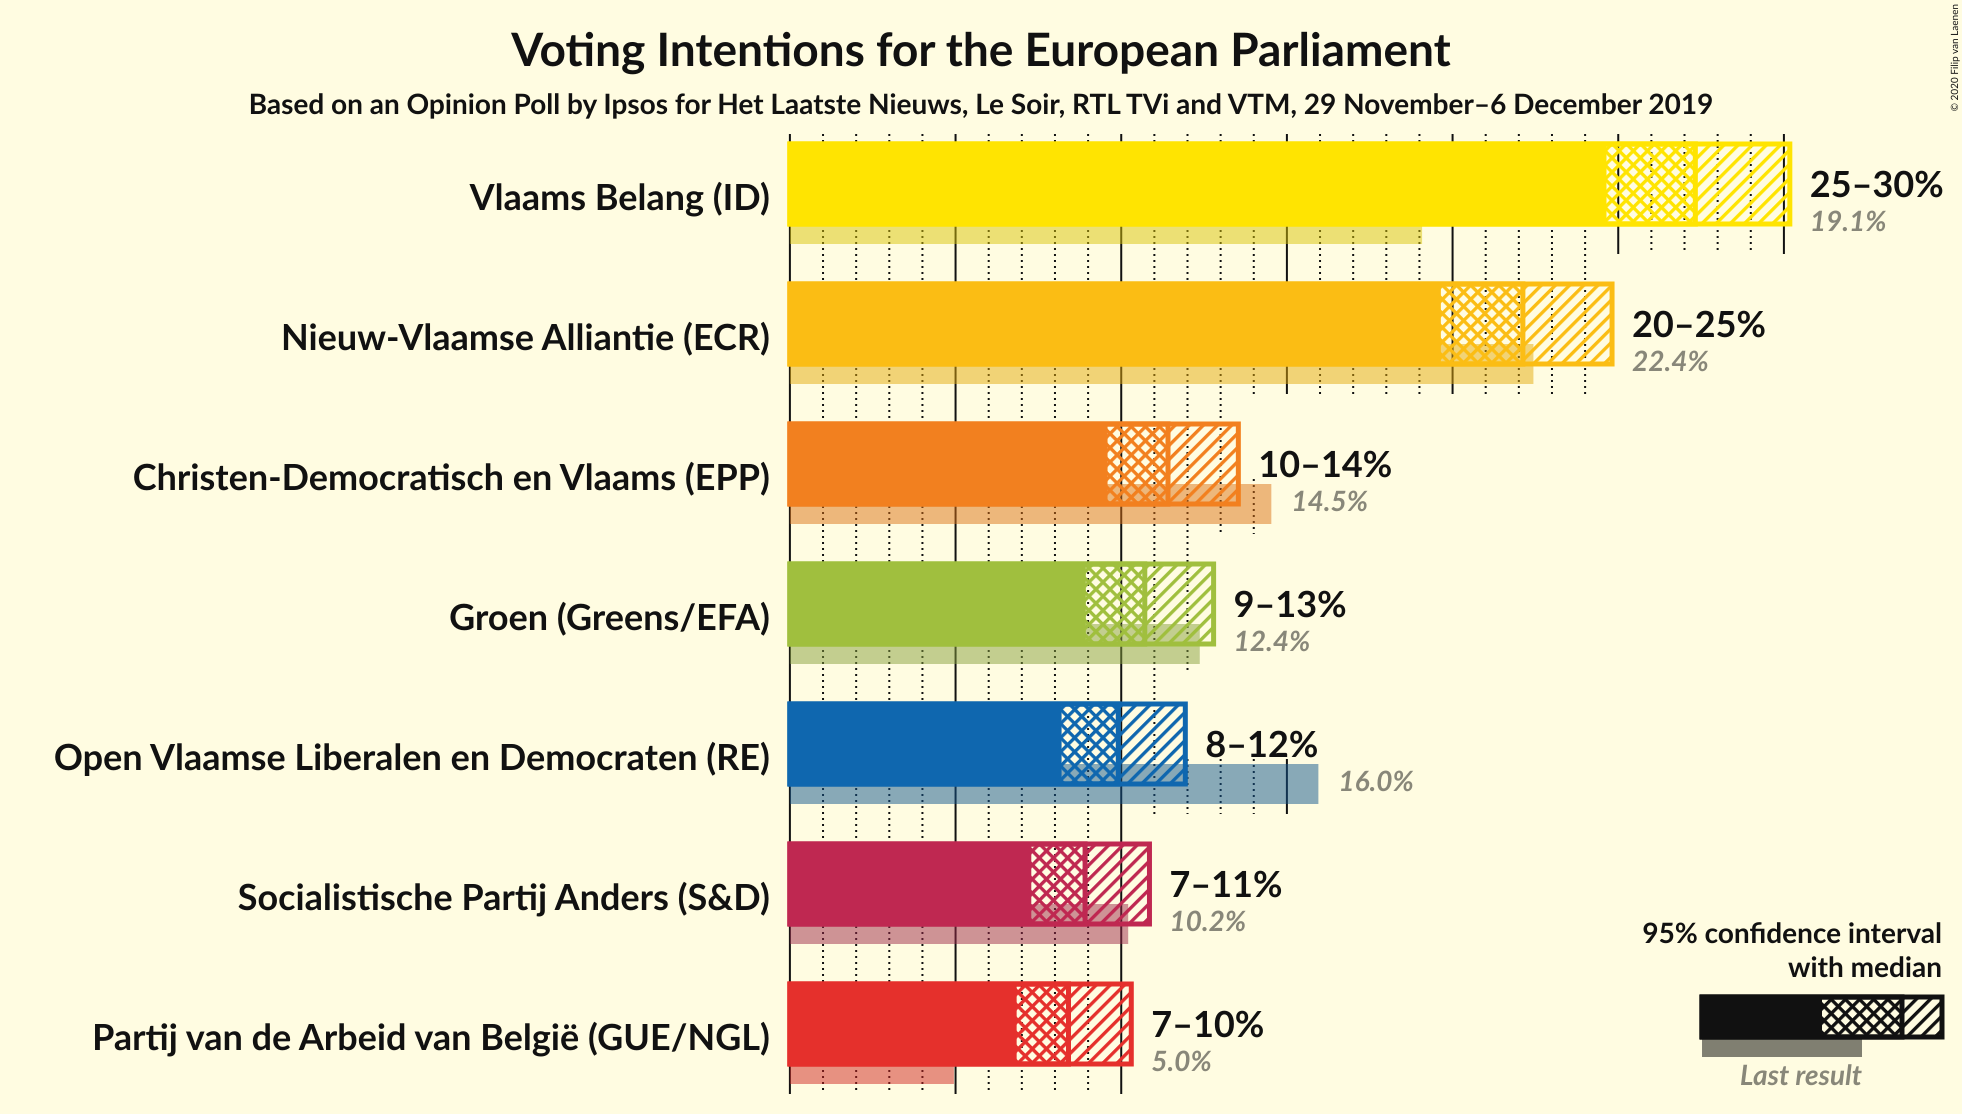 Voting Intentions for the European Parliament
Based on an Opinion Poll by Ipsos for Het Laatste Nieuws, Le Soir, RTL TVi and VTM, 29 November–6 December 2019
© 2020 Filip van Laenen
Vlaams Belang (ID)
25–30%
19.1%
Nieuw-Vlaamse Alliantie (ECR)
20–25%
22.4%
Christen-Democratisch en Vlaams (EPP)
10–14%
14.5%
Groen (Greens/EFA)
9–13%
12.4%
Open Vlaamse Liberalen en Democraten (RE)
8–12%
16.0%
Socialistische Partij Anders (S&D)
7–11%
10.2%
Partij van de Arbeid van België (GUE/NGL)
7–10%
5.0%
95% confidence interval
with median
Last result